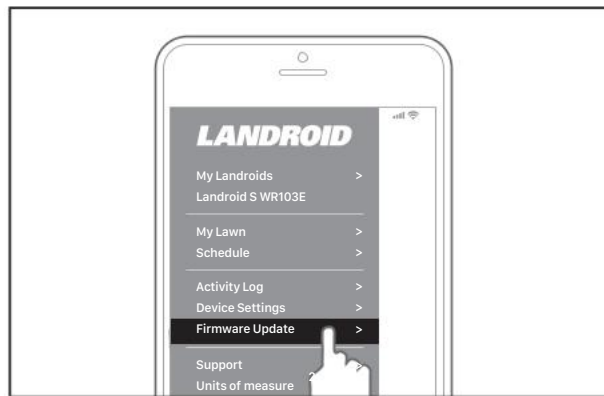 LANDROID
My Landroids >
Landroid S WR103E
My Lawn >
Schedule >
Activity Log >
Device Settings >
Firmware Update >
Support >
Units of measure